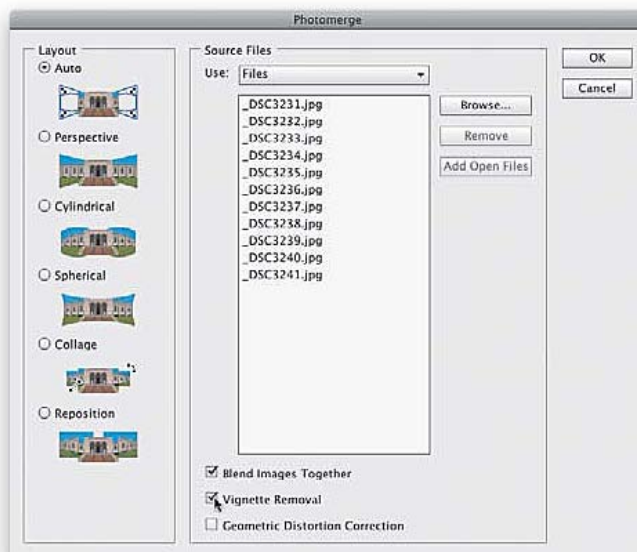 Photomerge
Layout
Auto
Perspective
Cylindrical
Spherical
Collage
Reposition
Source Files
Use: Files
_DSC3231.jpg
_DSC3232.jpg
_DSC3233.jpg
_DSC3234.jpg
_DSC3235.jpg
_DSC3236.jpg
_DSC3237.jpg
_DSC3238.jpg
_DSC3239.jpg
_DSC3240.jpg
_DSC3241.jpg
Browse...
Remove
Add Open Files
Blend Images Together
Vignette Removal
Geometric Distortion Correction
OK
Cancel